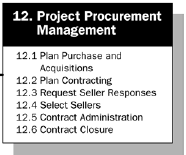 12. Project Procurement
Management
12.1 Plan Purchase and
Acquisitions
12.2 Plan Contracting
12.3 Request Seller Responses
12.4 Select Sellers
12.5 Contract Administration
12.6 Contract Closure